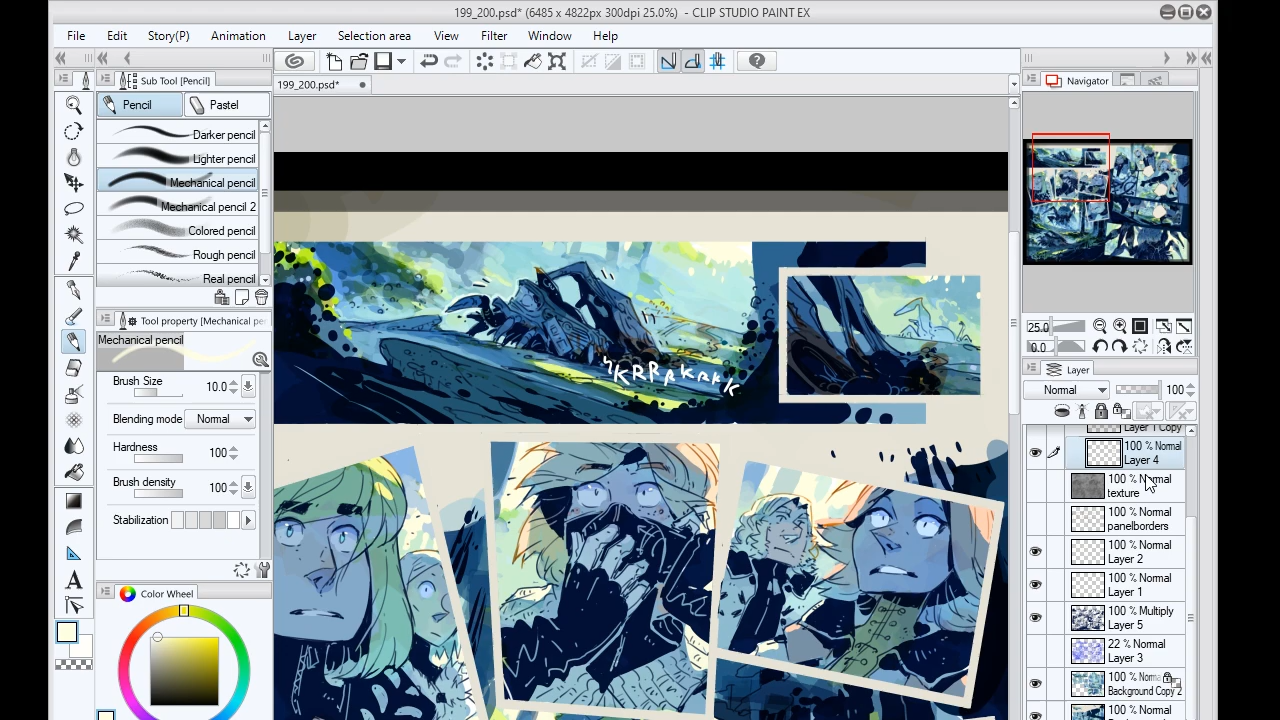 199_200.psd* (6485 x 4822px 300dpi 25.0%) - CLIP STUDIO PAINT EX
File Edit Story(P) Animation Layer Selection area View Filter Window Help
Sub Tool [Pencil]
199_200.psd*
Navigator
Pencil Pastel
Darker pencil
Lighter pencil
Mechanical pencil
Mechanical pencil 2
Colored pencil
Rough pencil
Real pencil
Tool property [Mechanical per
Mechanical pencil
Brush Size 10.0
Blending mode Normal
Hardness 100
Brush density 100
Stabilization
Color Wheel
KRRRKRKK
25.0
0.0
Layer
Normal 100
Layer 1 Copy
100 % Normal
Layer 4
100 % Normal
texture
100 % Normal
panelborders
100 % Normal
Layer 2
100 % Normal
Layer 1
100 % Multiply
Layer 5
22 % Normal
Layer 3
100 % Norma
Background Copy 2
100 % Normal